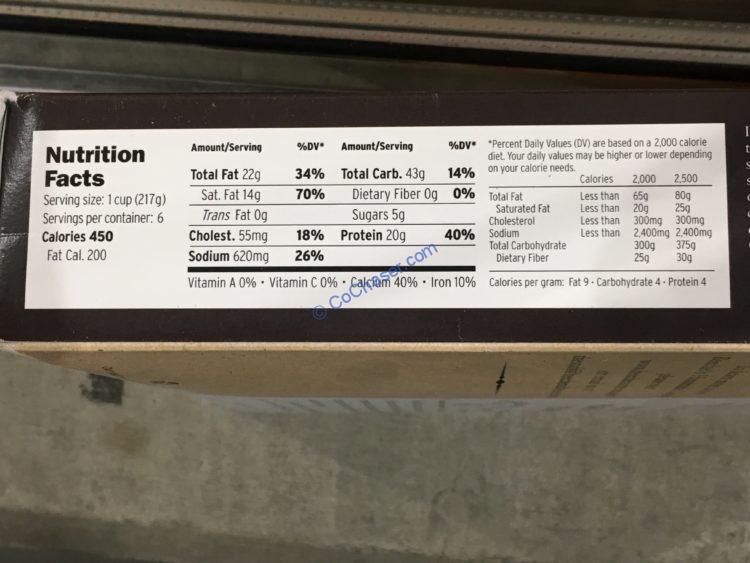 Nutrition
Facts
Serving size: 1 cup (217g)
Servings per container: 6
Calories 450
Fat Cal. 200
Amount/Serving %DV* Amount/Serving %DV*
Total Fat 22g 34% Total Carb. 43g 14%
Sat. Fat 14g 70% Dietary Fiber 0g 0%
Trans Fat 0g Sugars 5g
Cholest. 55mg 18% Protein 20g 40%
Sodium 620mg 26%
Vitamin A 0% • Vitamin C 0% • Calcium 40% • Iron 10%
*Percent Daily Values (DV) are based on a 2,000 calorie
diet. Your daily values may be higher or lower depending
on your calorie needs.
Calories 2,000 2,500
Total Fat Less than 65g 80g
Saturated Fat Less than 20g 25g
Cholesterol Less than 300mg 300mg
Sodium Less than 2,400mg 2,400mg
Total Carbohydrate 300g 375g
Dietary Fiber 25g 30g
Calories per gram: Fat 9 • Carbohydrate 4 • Protein 4
© CoChaser.com